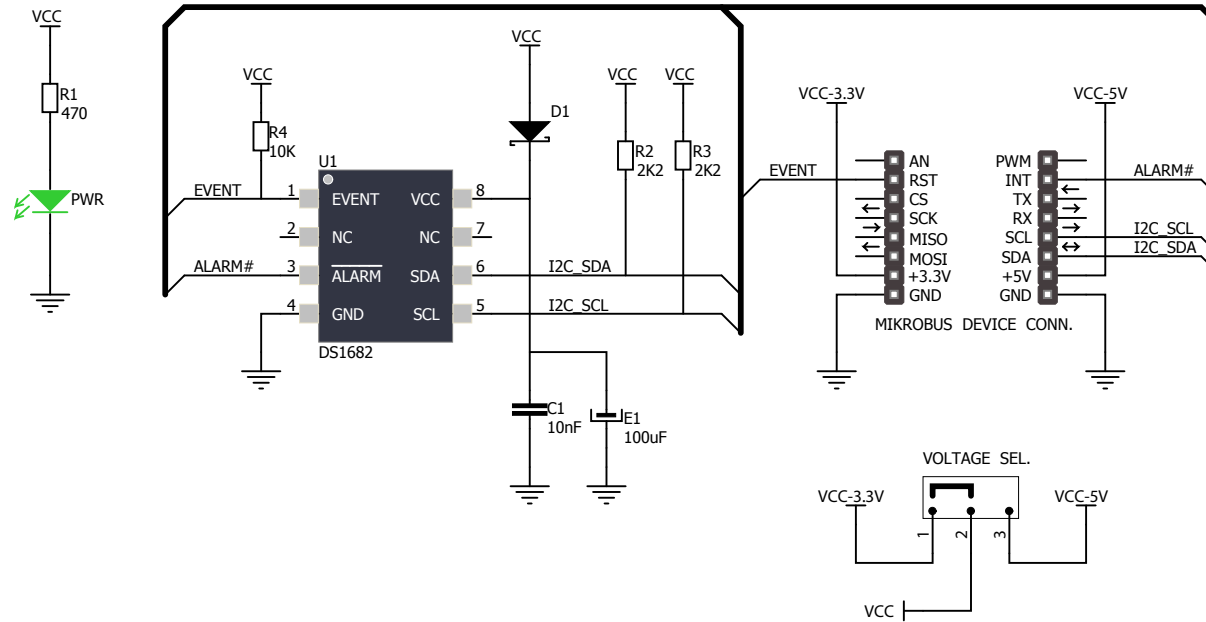 VCC
R1
470
PWR
VCC
R4
10K
EVENT
ALARM#
U1
1 EVENT VCC 8
2 NC NC 7
3 ALARM SDA 6
4 GND SCL 5
DS1682
VCC
D1
VCC VCC
R2
2K2
R3
2K2
I2C_SDA
I2C_SCL
C1
10nF
E1
100uF
VCC-3.3V VCC-5V
EVENT
ALARM#
I2C_SCL
I2C_SDA
AN PWM
RST INT
CS TX
SCK RX
MISO SCL
MOSI SDA
+3.3V +5V
GND GND
MIKROBUS DEVICE CONN.
VOLTAGE SEL.
VCC-3.3V VCC-5V
1 2 3
VCC